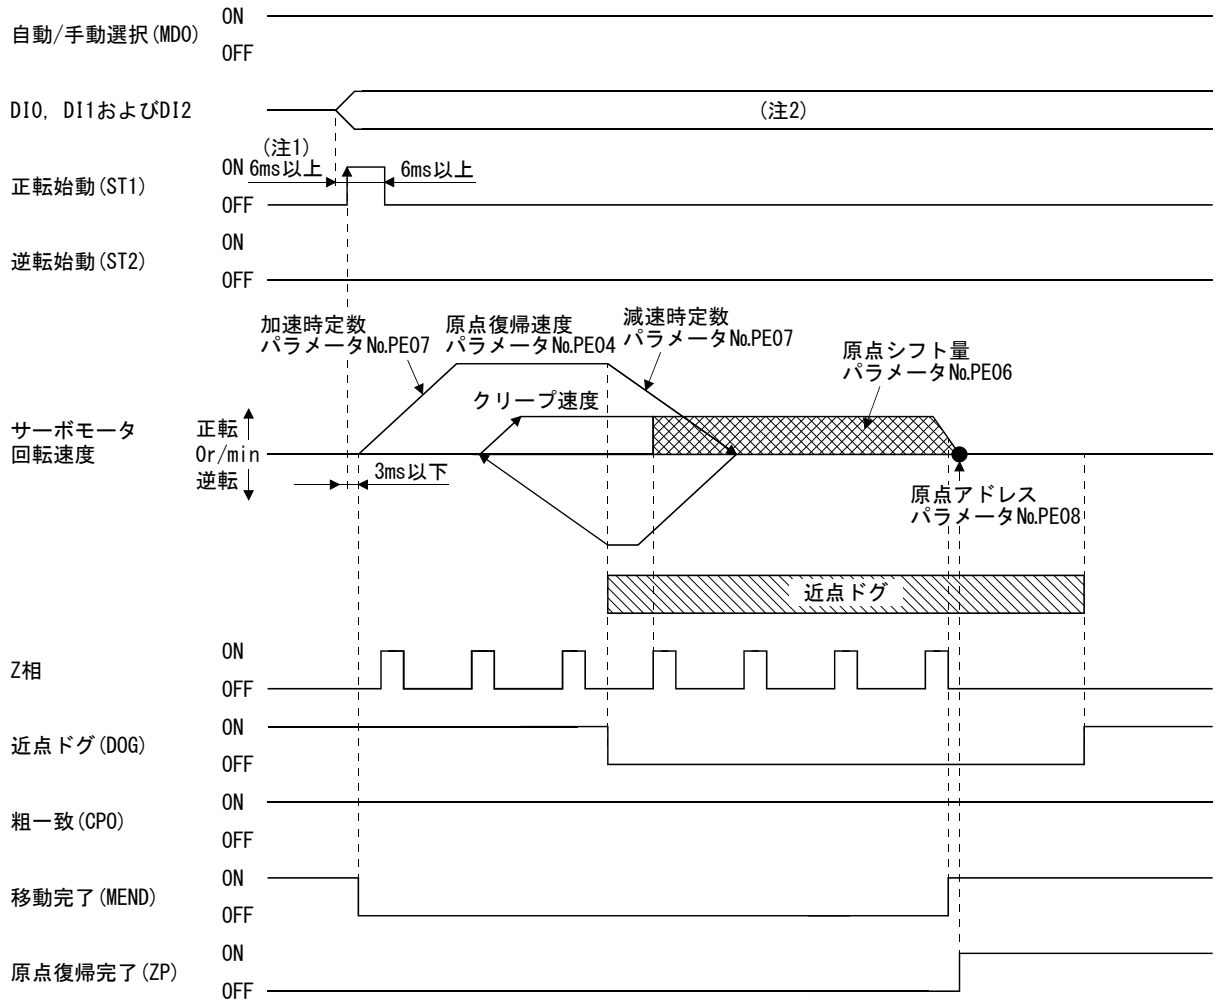 ON
自動/手動選択(MD0)
OFF
DI0, DI1およびDI2
(注2)
(注1)
ON 6ms以上 6ms以上
正転始動(ST1)
OFF
ON
逆転始動(ST2)
OFF
加速時定数
パラメータNo.PE07
原点復帰速度
パラメータNo.PE04
減速時定数
パラメータNo.PE07
原点シフト量
パラメータNo.PE06
クリープ速度
サーボモータ
回転速度
正転
0r/min
逆転
3ms以下
原点アドレス
パラメータNo.PE08
近点ドグ
ON
Z相
OFF
ON
近点ドグ(DOG)
OFF
ON
粗一致(CPO)
OFF
ON
移動完了(MEND)
OFF
ON
原点復帰完了(ZP)
OFF